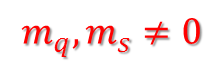 m_q, m_s ≠ 0